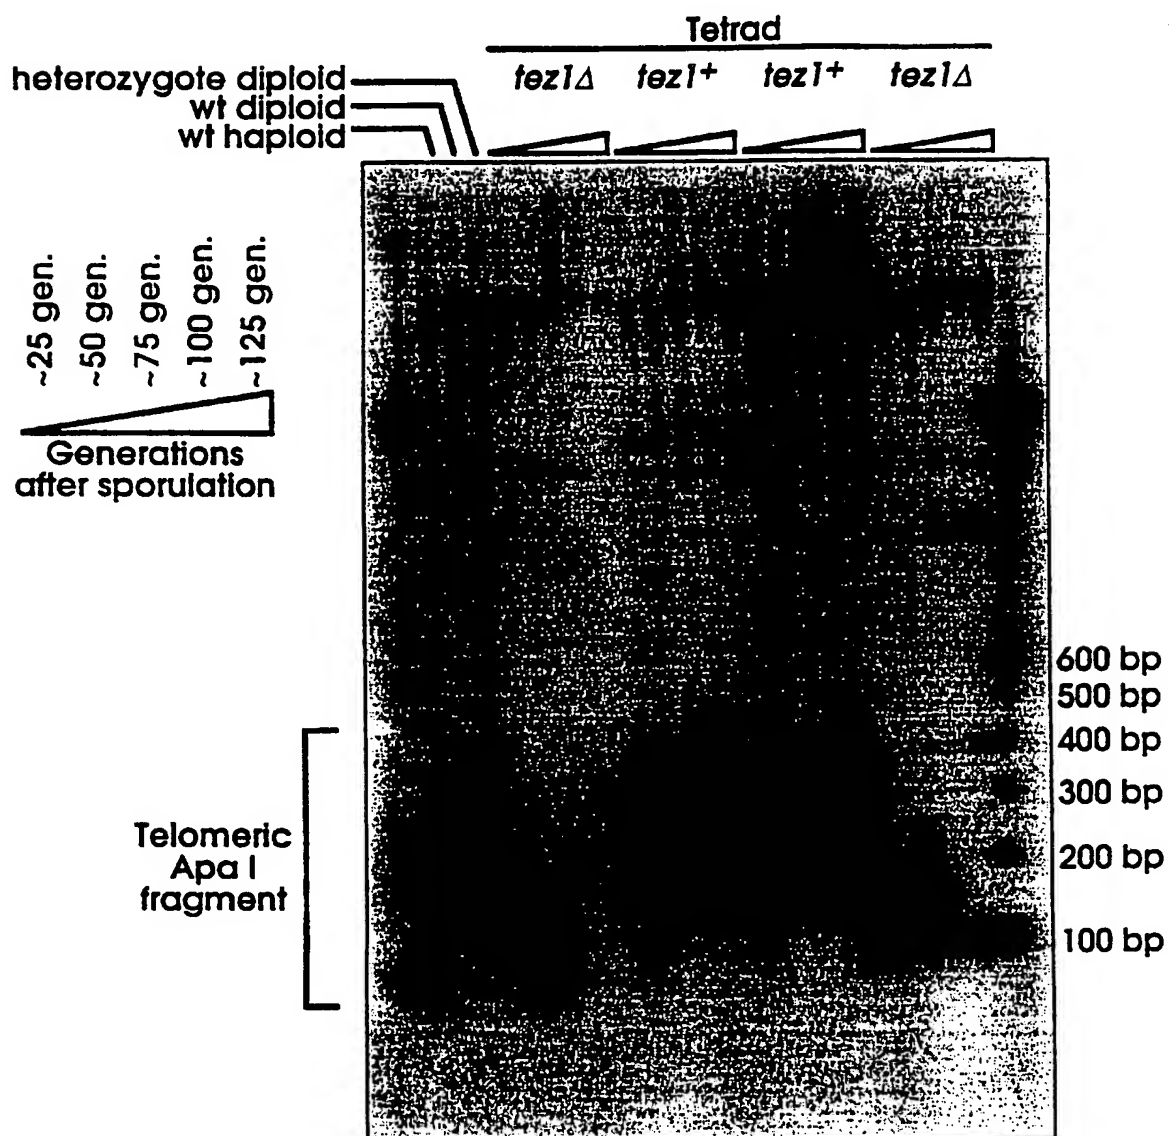 Tetrad
tez1Δ tez1+ tez1+ tez1Δ
heterozygote diploid
wt diploid
wt haploid
~25 gen.
~50 gen.
~75 gen.
~100 gen.
~125 gen.
Generations
after sporulation
600 bp
500 bp
400 bp
300 bp
200 bp
100 bp
Telomeric
Apa I
fragment